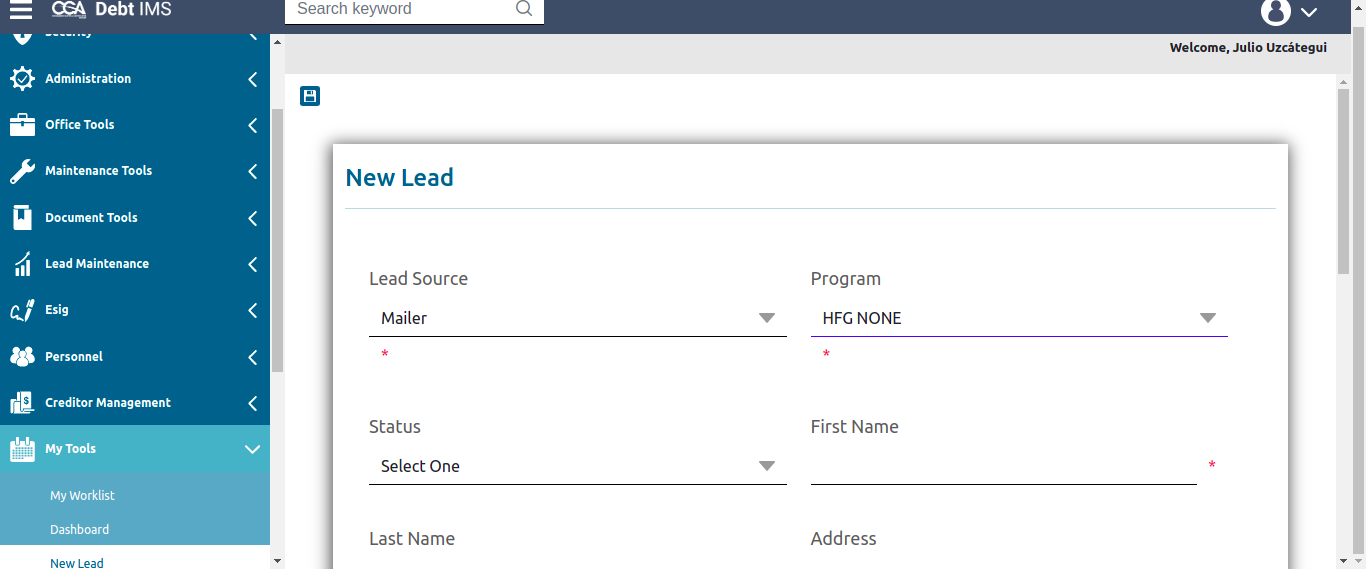 CGA Debt IMS
Search keyword
Welcome, Julio Uzcátegui
Security
Administration
Office Tools
Maintenance Tools
Document Tools
Lead Maintenance
Esig
Personnel
Creditor Management
My Tools
My Worklist
Dashboard
New Lead
New Lead
Lead Source
Program
Mailer
HFG NONE
*
*
Status
First Name
Select One
*
Last Name
Address